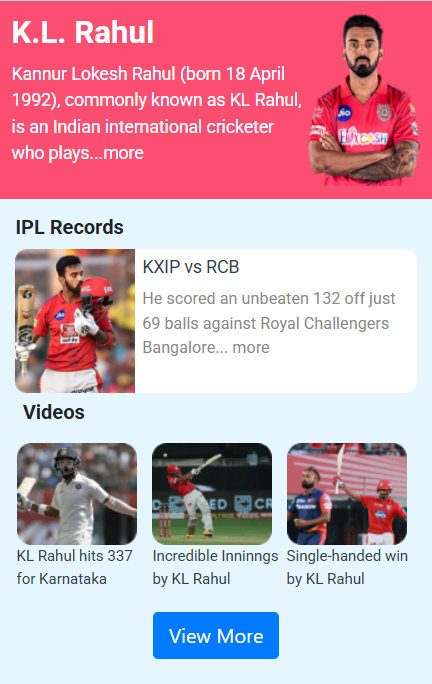 K.L. Rahul
Kannur Lokesh Rahul (born 18 April
1992), commonly known as KL Rahul,
is an Indian international cricketer
who plays...more
Jio
IPL Records
KXIP vs RCB
He scored an unbeaten 132 off just
69 balls against Royal Challengers
Bangalore... more
Videos
KL Rahul hits 337
for Karnataka
Incredible Inninngs
by KL Rahul
Single-handed win
by KL Rahul
View More